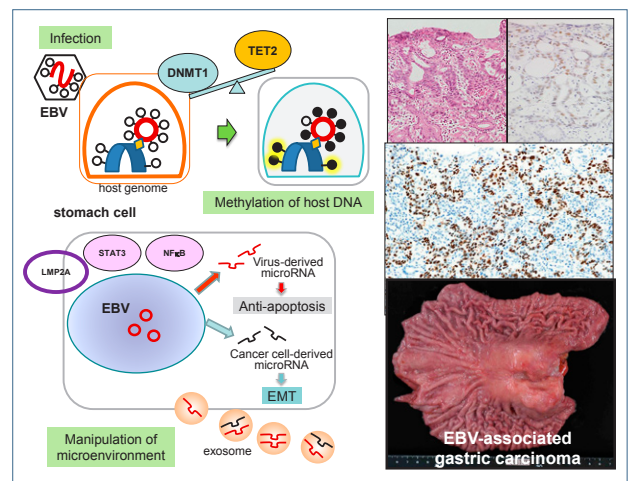 Infection
EBV
DNMT1
TET2
host genome
Methylation of host DNA
stomach cell
LMP2A
STAT3
NFκB
EBV
Virus-derived
microRNA
Anti-apoptosis
Cancer cell-derived
microRNA
EMT
Manipulation of
microenvironment
exosome
EBV-associated
gastric carcinoma